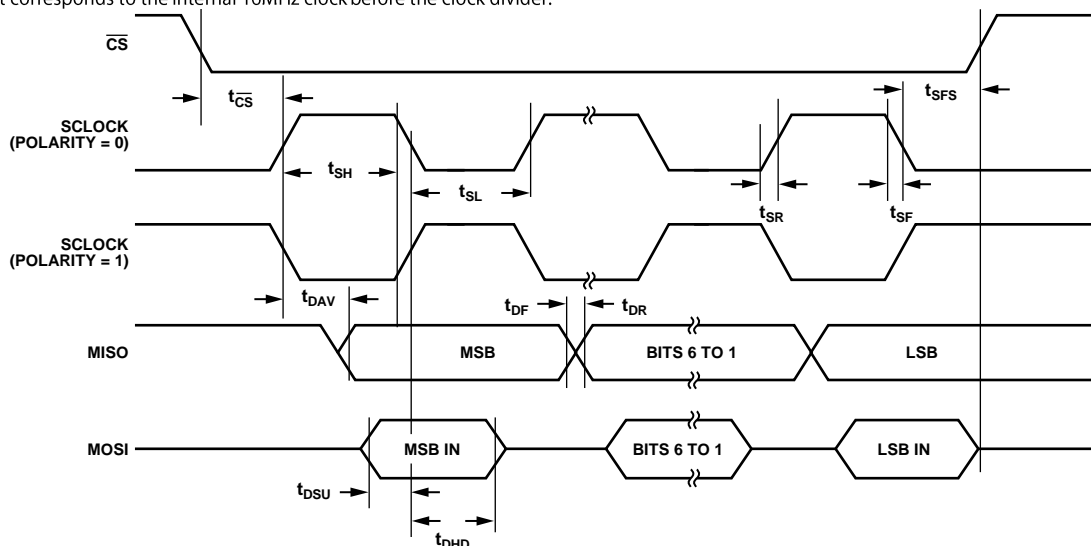 t corresponds to the internal 16MHz clock before the clock divider.
CS
tCS
tSFS
SCLOCK
(POLARITY = 0)
tSH
tSL
tSR
tSF
SCLOCK
(POLARITY = 1)
tDAV
tDF
tDR
MISO
MSB
BITS 6 TO 1
LSB
MOSI
MSB IN
BITS 6 TO 1
LSB IN
tDSU
tDHD